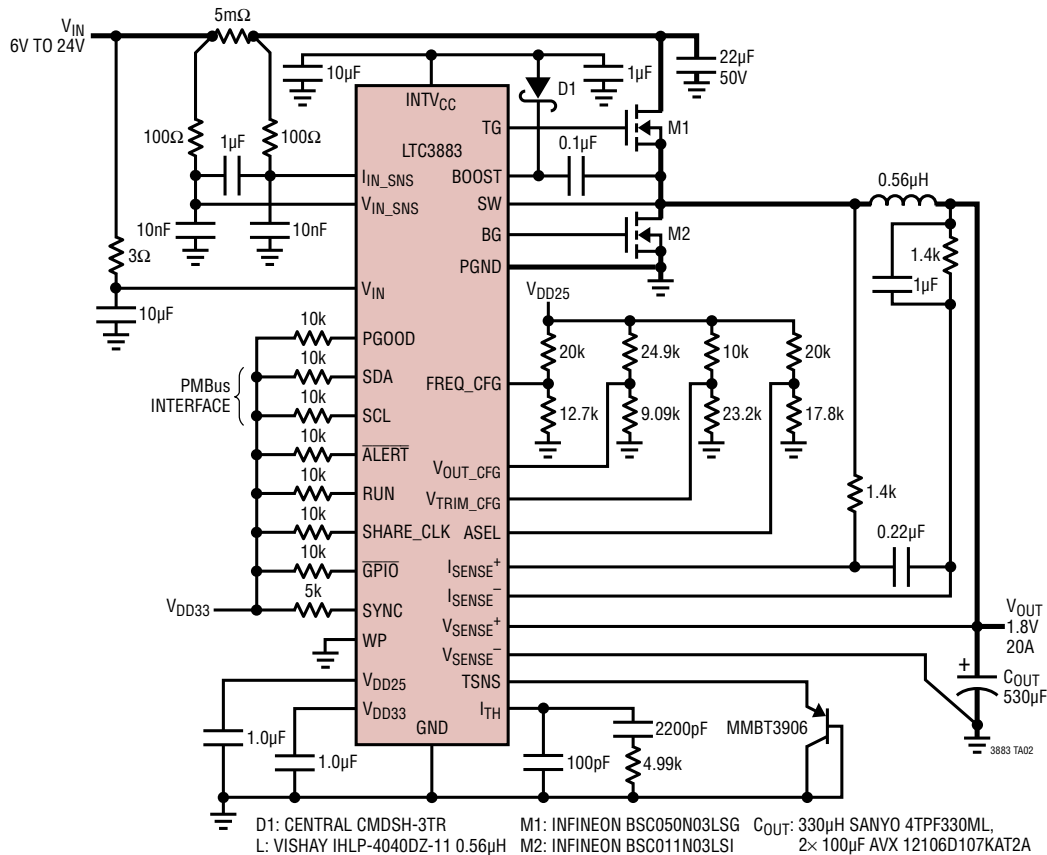 5mΩ
VIN
6V TO 24V
10µF
1µF
22µF
50V
D1
INTVCC
100Ω
1µF
100Ω
LTC3883
TG
M1
0.1µF
IIN_SNS
BOOST
0.56µH
VIN_SNS
SW
10nF
10nF
BG
M2
1.4k
3Ω
PGND
1µF
VIN
VDD25
10µF
10k
PGOOD
20k
24.9k
10k
20k
10k
SDA
FREQ_CFG
PMBus
INTERFACE
10k
SCL
12.7k
9.09k
23.2k
17.8k
10k
ALERT
VOUT_CFG
10k
RUN
VTRIM_CFG
1.4k
10k
SHARE_CLK
ASEL
0.22µF
10k
GPIO
ISENSE+
5k
ISENSE–
VDD33
SYNC
VSENSE+
VOUT
1.8V
20A
WP
VSENSE–
+
COUT
530µF
VDD25
TSNS
VDD33
ITH
GND
2200pF
MMBT3906
3883 TA02
1.0µF
1.0µF
100pF
4.99k
D1: CENTRAL CMDSH-3TR
L: VISHAY IHLP-4040DZ-11 0.56µH
M1: INFINEON BSC050N03LSG
M2: INFINEON BSC011N03LSI
COUT: 330µH SANYO 4TPF330ML,
2× 100µF AVX 12106D107KAT2A